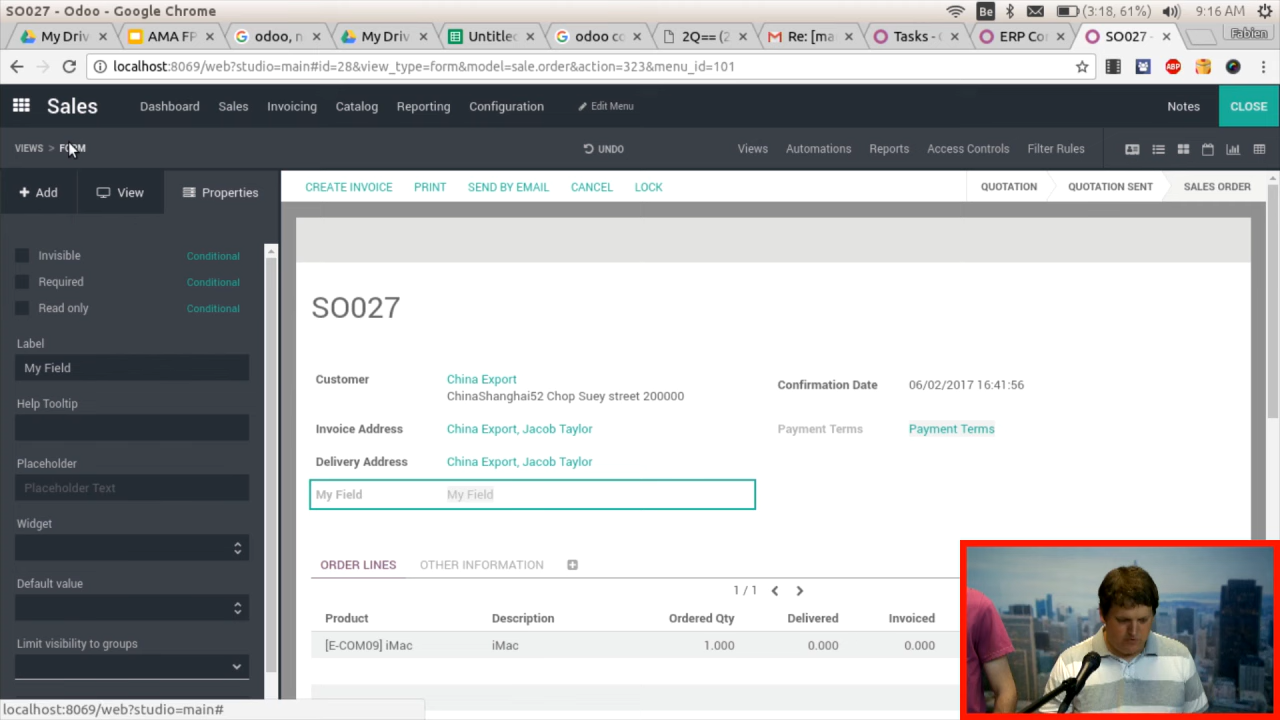 SO027 - Odoo - Google Chrome
Be
(3:18, 61%)
9:16 AM
My Driv
AMA FP
odoo, n
My Driv
Untitle
odoo co
2Q== (2
Re: [ma
Tasks -
ERP Co
SO027 -
Fabien
localhost:8069/web?studio=main#id=28&view_type=form&model=sale.order&action=323&menu_id=101
ABP
Sales
Dashboard
Sales
Invoicing
Catalog
Reporting
Configuration
Edit Menu
Notes
CLOSE
VIEWS > FORM
UNDO
Views
Automations
Reports
Access Controls
Filter Rules
+ Add
View
Properties
CREATE INVOICE
PRINT
SEND BY EMAIL
CANCEL
LOCK
QUOTATION
QUOTATION SENT
SALES ORDER
Invisible
Conditional
Required
Conditional
Read only
Conditional
Label
My Field
Help Tooltip
Placeholder
Placeholder Text
Widget
Default value
Limit visibility to groups
SO027
Customer
China Export
ChinaShanghai52 Chop Suey street 200000
Confirmation Date
06/02/2017 16:41:56
Invoice Address
China Export, Jacob Taylor
Payment Terms
Payment Terms
Delivery Address
China Export, Jacob Taylor
My Field
My Field
ORDER LINES
OTHER INFORMATION
1 / 1
Product
Description
Ordered Qty
Delivered
Invoiced
[E-COM09] iMac
iMac
1.000
0.000
0.000
localhost:8069/web?studio=main#